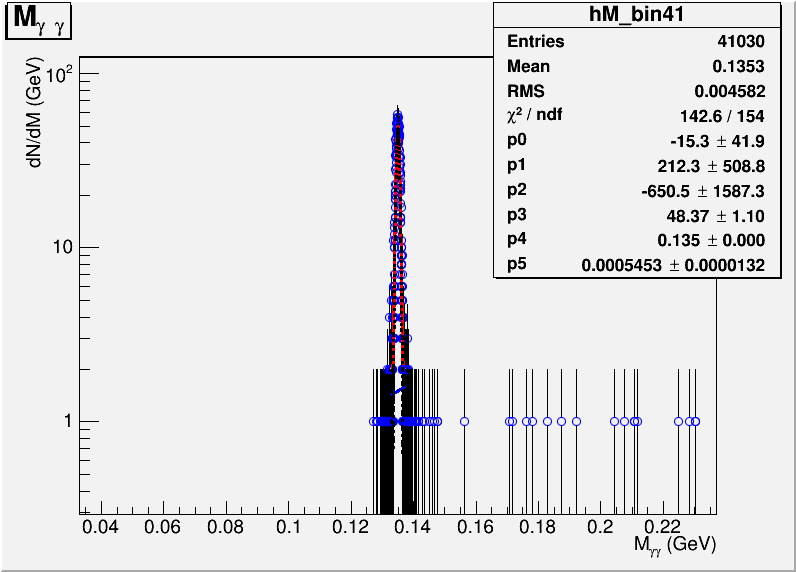 Mγ γ
hM_bin41
Entries 41030
Mean 0.1353
RMS 0.004582
χ² / ndf 142.6 / 154
p0 -15.3 ± 41.9
p1 212.3 ± 508.8
p2 -650.5 ± 1587.3
p3 48.37 ± 1.10
p4 0.135 ± 0.000
p5 0.0005453 ± 0.0000132
dN/dM (GeV)
10²
10
1
0.04 0.06 0.08 0.1 0.12 0.14 0.16 0.18 0.2 0.22
Mγγ (GeV)